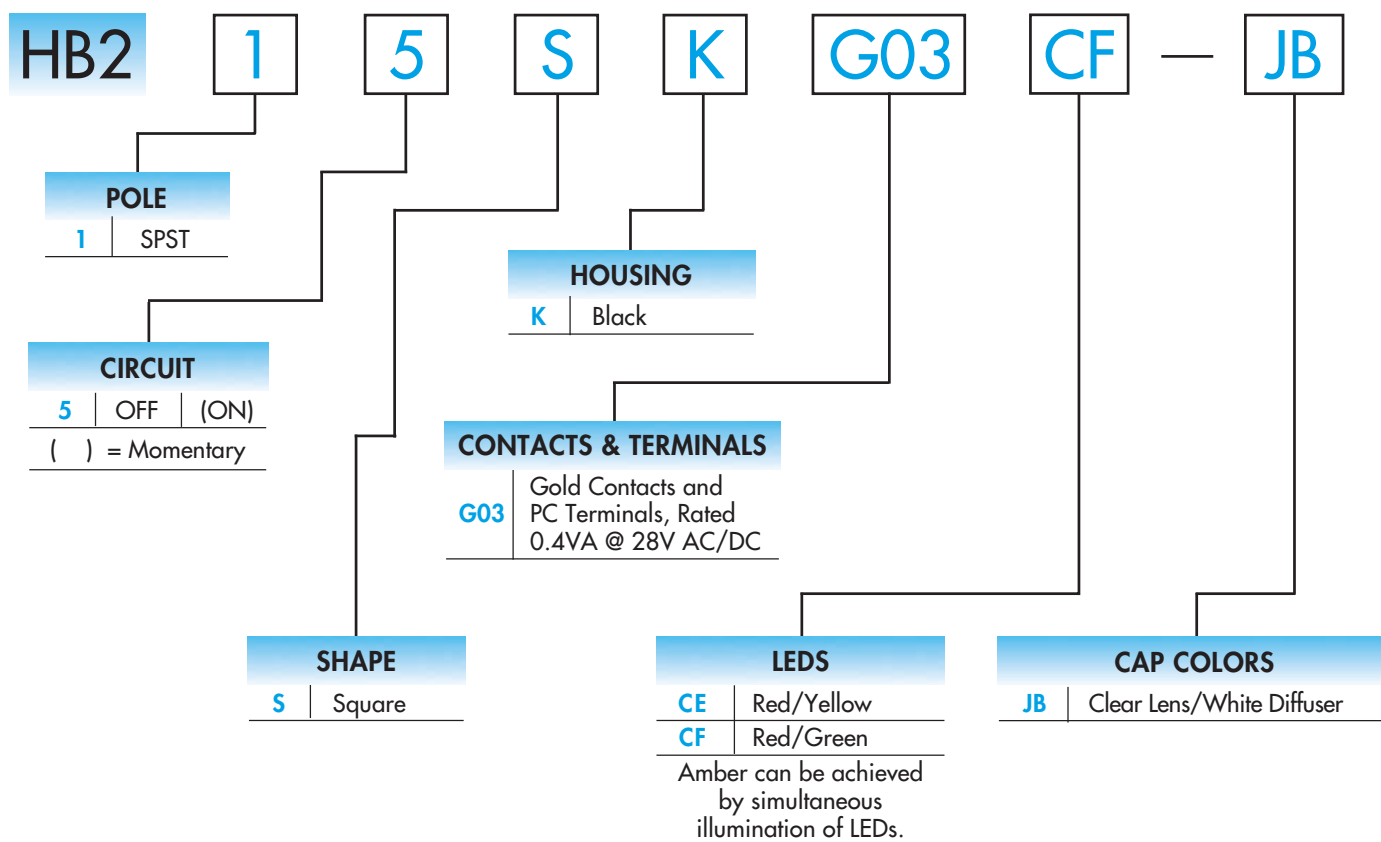 HB2 1 5 S K G03 CF — JB
POLE
1 SPST
HOUSING
K Black
CIRCUIT
5 OFF (ON)
( ) = Momentary
CONTACTS & TERMINALS
G03 Gold Contacts and
PC Terminals, Rated
0.4VA @ 28V AC/DC
SHAPE
S Square
LEDS
CE Red/Yellow
CF Red/Green
Amber can be achieved
by simultaneous
illumination of LEDs.
CAP COLORS
JB Clear Lens/White Diffuser